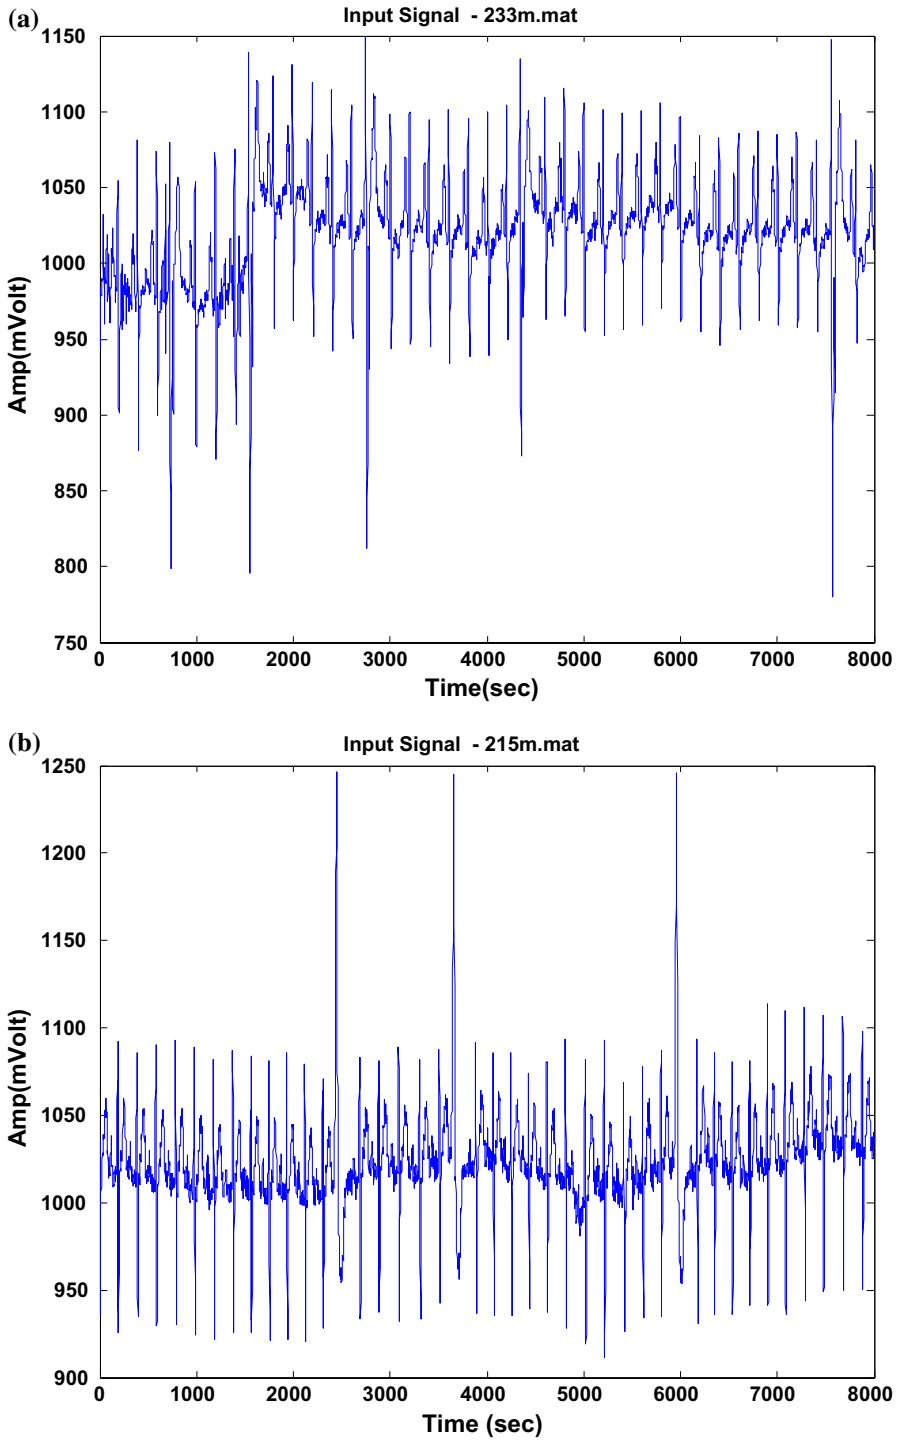 (a)
Input Signal - 233m.mat
1150
1100
1050
1000
950
900
850
800
750
Amp(mVolt)
0 1000 2000 3000 4000 5000 6000 7000 8000
Time(sec)
(b)
Input Signal - 215m.mat
1250
1200
1150
1100
1050
1000
950
900
Amp(mVolt)
0 1000 2000 3000 4000 5000 6000 7000 8000
Time (sec)